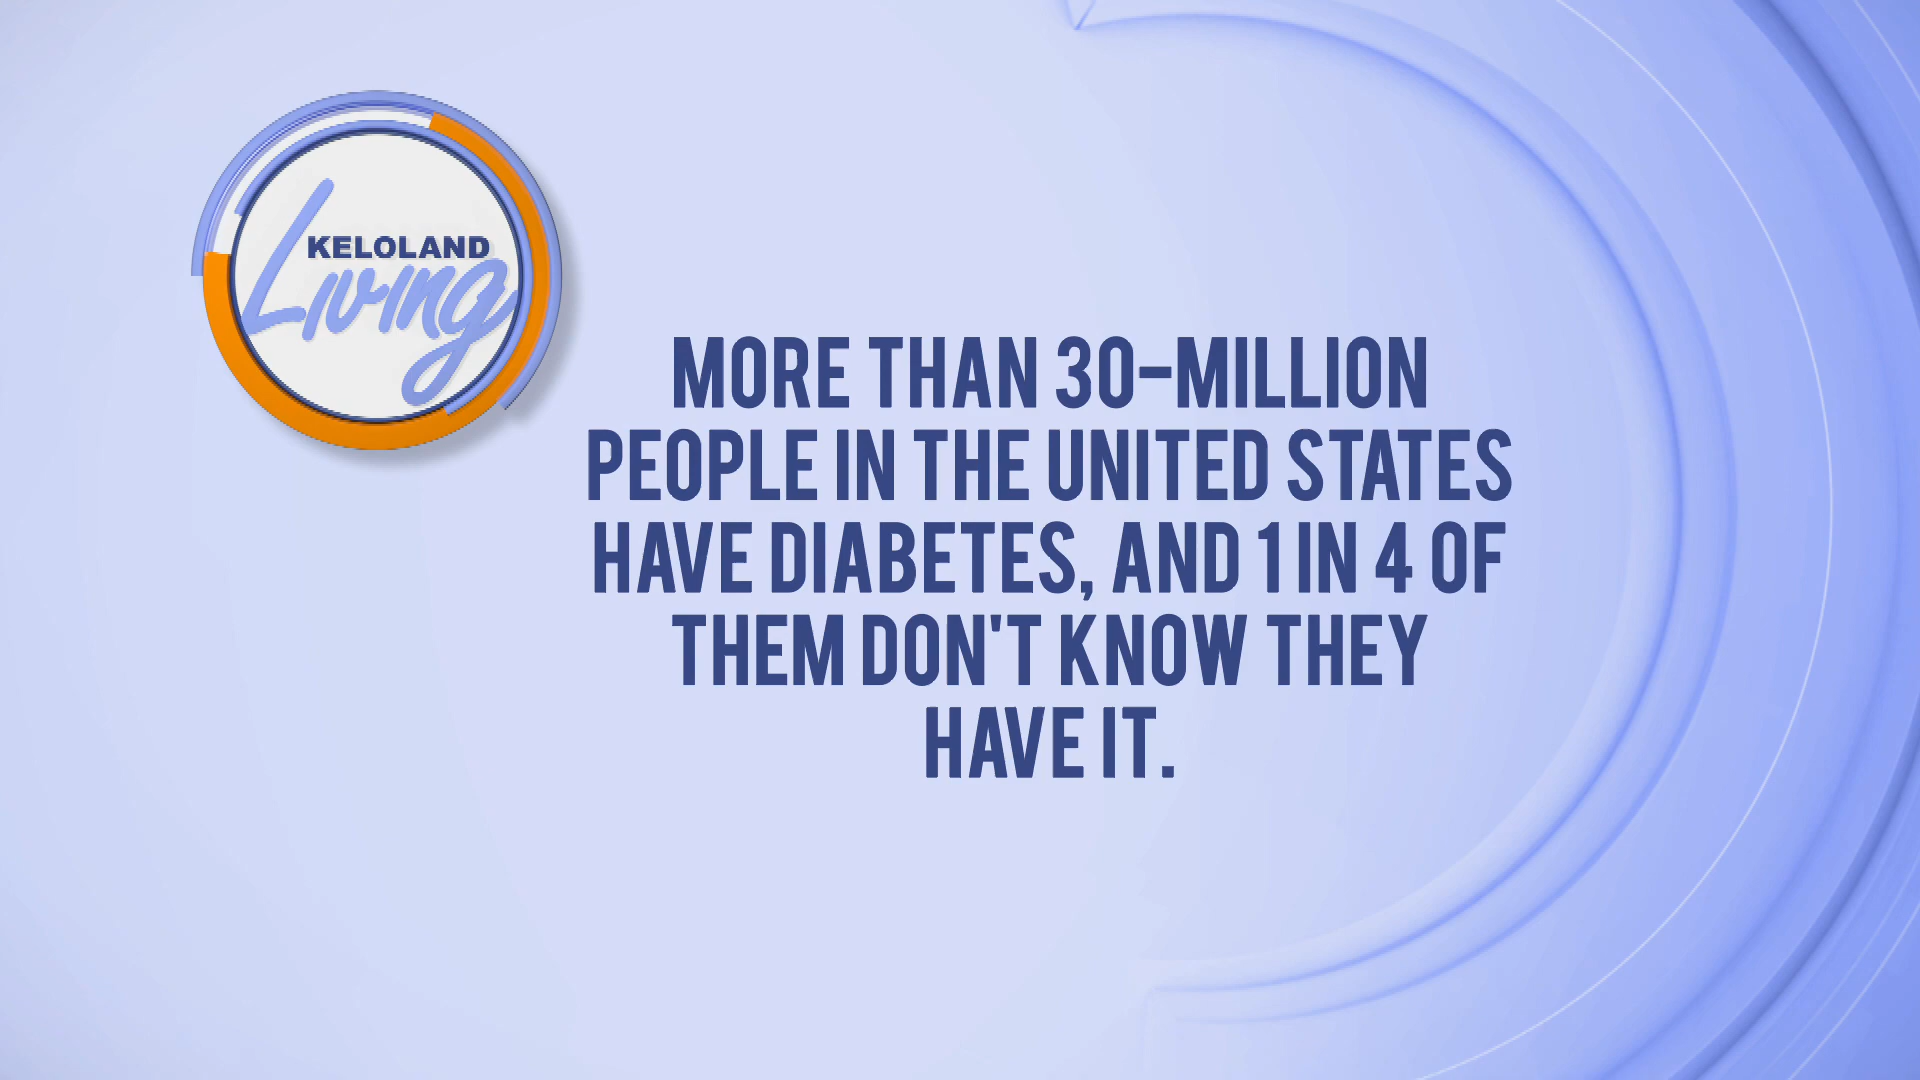 KELOLAND
Living
MORE THAN 30-MILLION
PEOPLE IN THE UNITED STATES
HAVE DIABETES, AND 1 IN 4 OF
THEM DON'T KNOW THEY
HAVE IT.